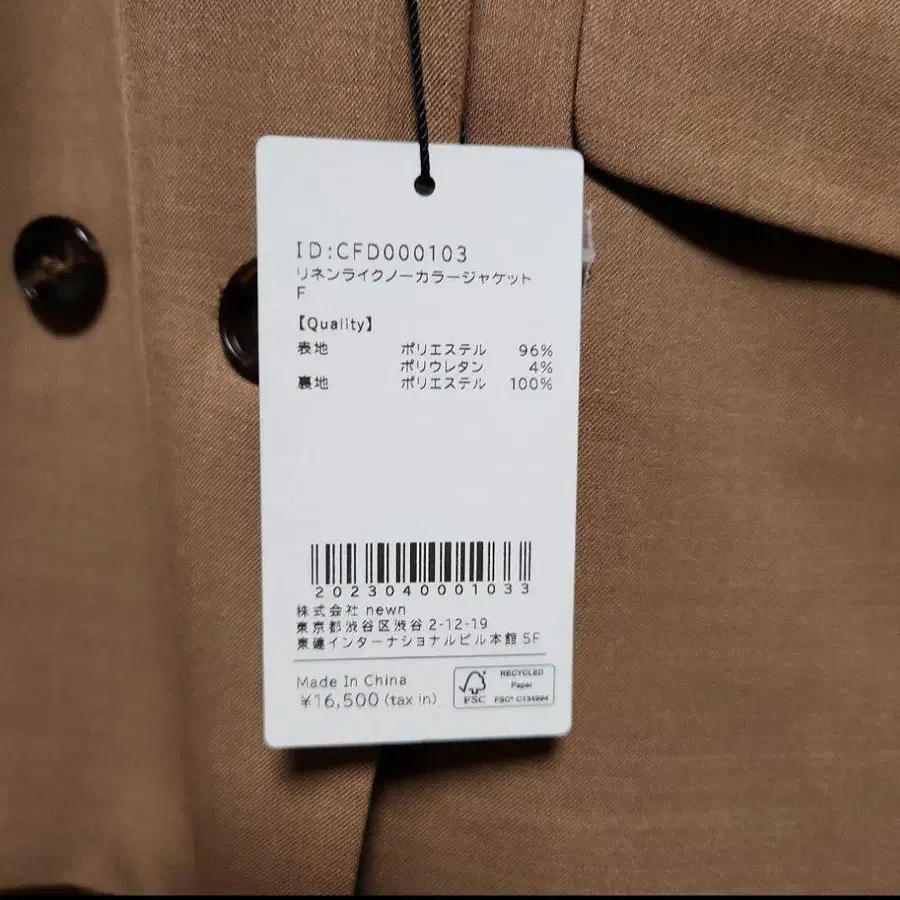 ID:CFD000103
リネンライクノーカラージャケット
F
【Quality】
表地 ポリエステル 96%
ポリウレタン 4%
裏地 ポリエステル 100%
2023040001033
株式会社 newn
東京都渋谷区渋谷 2-12-19
東建インターナショナルビル本館 5F
Made In China
¥16,500 (tax in)
FSC
RECYCLED
Paper
FSC® C134994